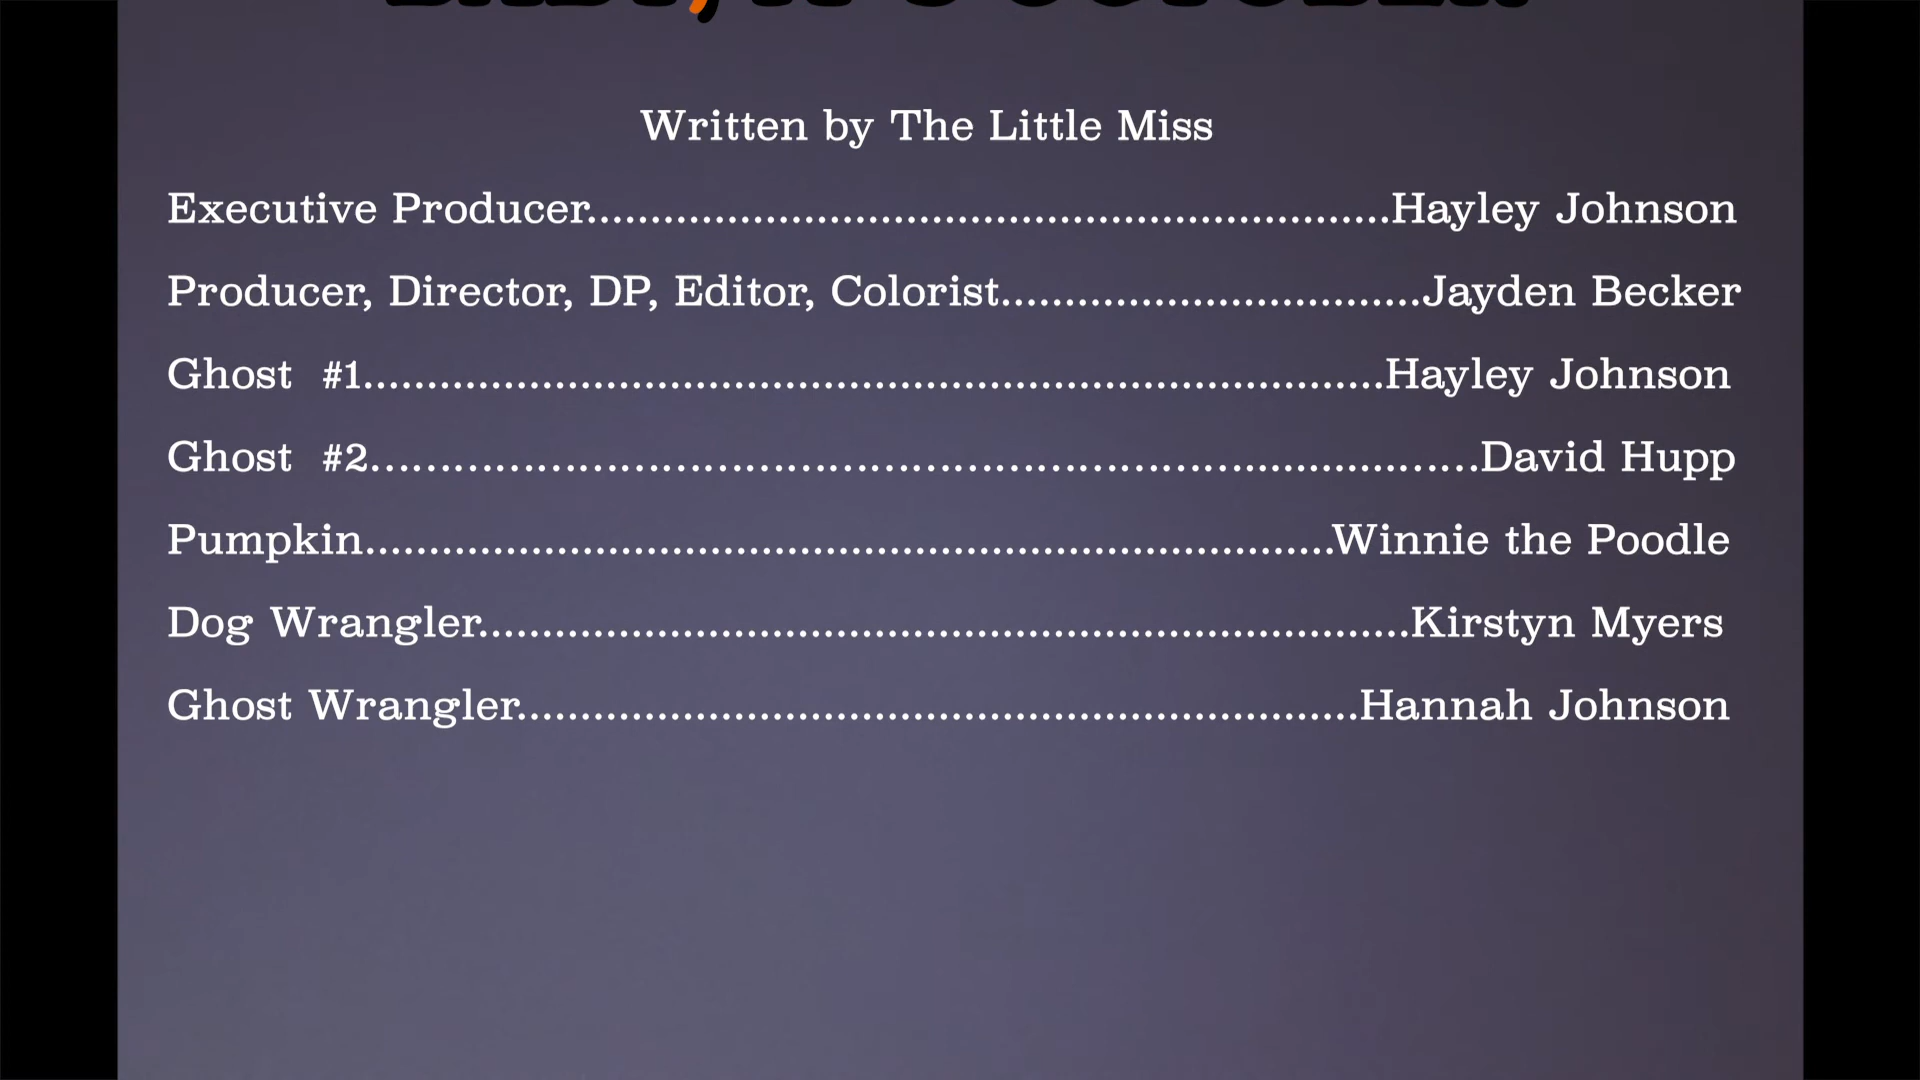 Written by The Little Miss
Executive Producer..............................................................Hayley Johnson
Producer, Director, DP, Editor, Colorist.................................Jayden Becker
Ghost  #1................................................................................Hayley Johnson
Ghost  #2................................................................................David Hupp
Pumpkin............................................................................Winnie the Poodle
Dog Wrangler.........................................................................Kirstyn Myers
Ghost Wrangler.................................................................Hannah Johnson